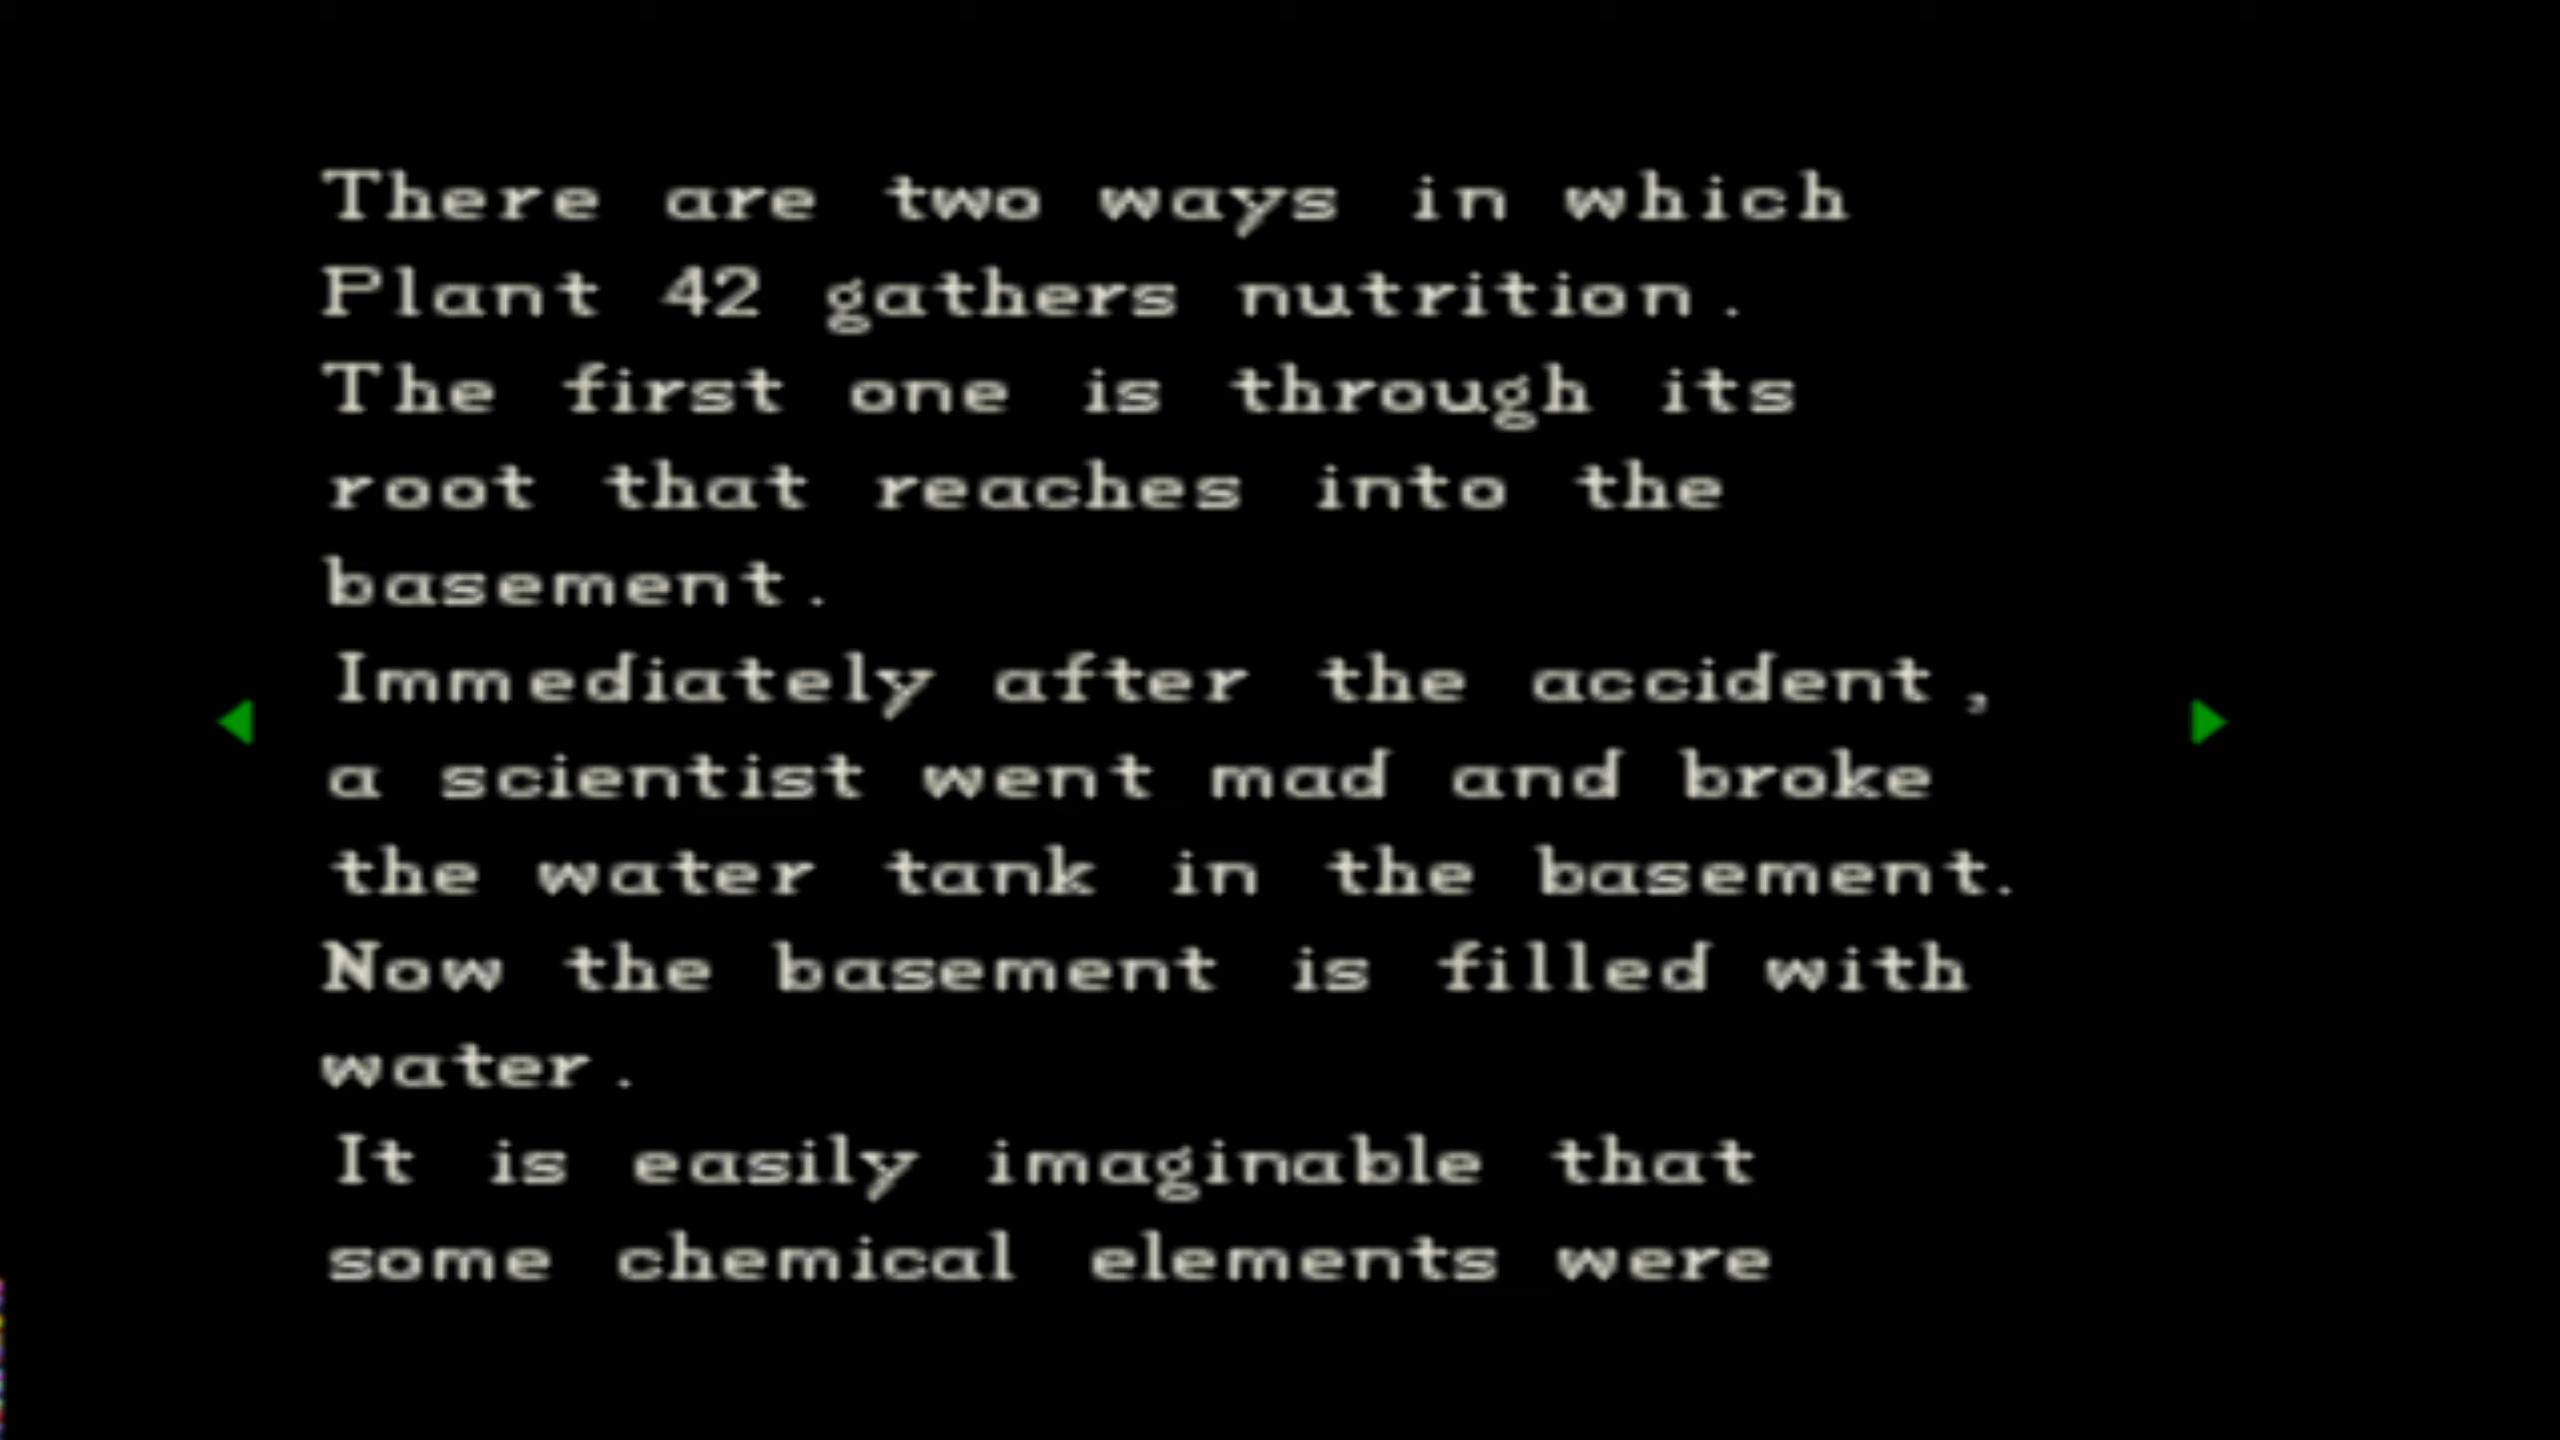 There are two ways in which
Plant 42 gathers nutrition.
The first one is through its
root that reaches into the
basement.
Immediately after the accident,
a scientist went mad and broke
the water tank in the basement.
Now the basement is filled with
water.
It is easily imaginable that
some chemical elements were